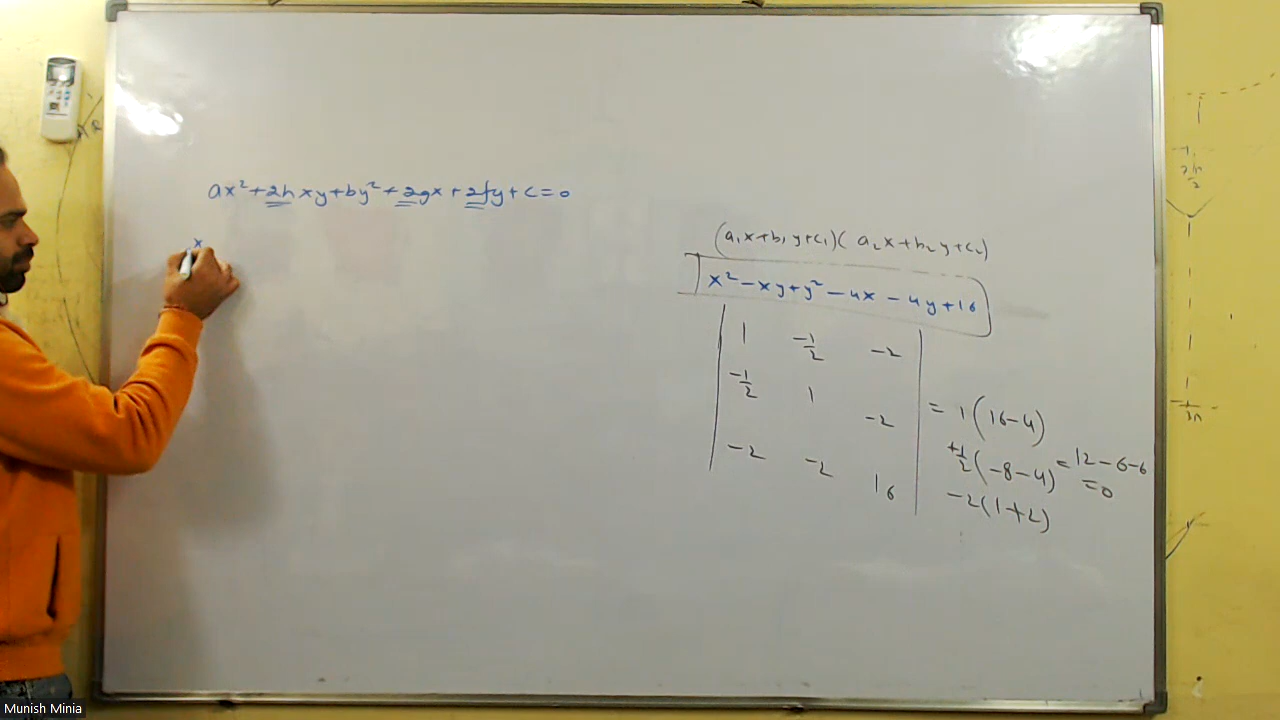 ax² + 2hxy + by² + 2gx + 2fy + c = 0
x
(a₁x+b₁y+c₁)(a₂x+b₂y+c₂)
x² - xy + y² - 4x - 4y + 16
1 -1/2 -2
-1/2 1 -2
-2 -2 16
= 1(16-4)
+1/2(-8-4) = 12-6-6
-2(1+2) = 0
Munish Minia